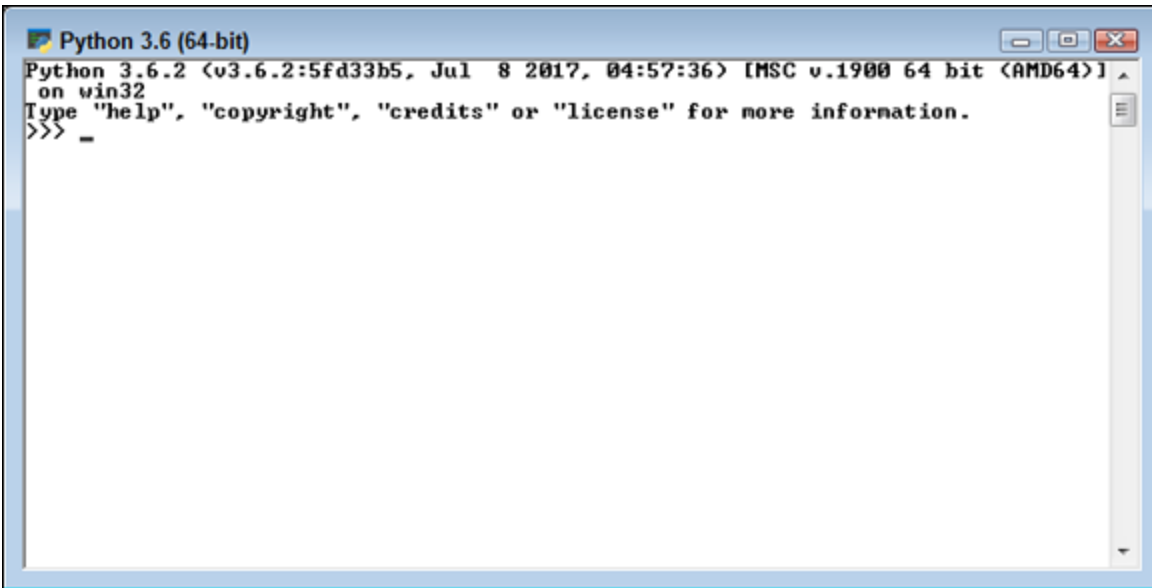 Python 3.6 (64-bit)
Python 3.6.2 (v3.6.2:5fd33b5, Jul  8 2017, 04:57:36) [MSC v.1900 64 bit (AMD64)]
 on win32
Type "help", "copyright", "credits" or "license" for more information.
>>> _